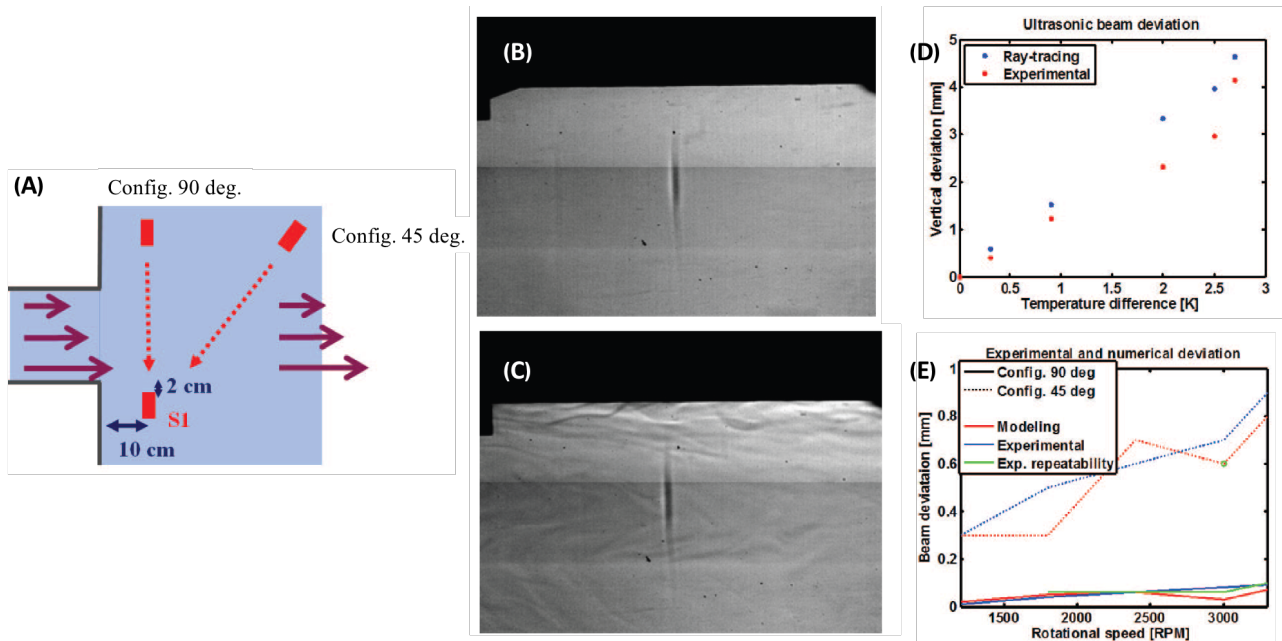 (A)
Config. 90 deg.
Config. 45 deg.
2 cm
S1
10 cm
(B)
(C)
(D)
Ultrasonic beam deviation
Ray-tracing
Experimental
Vertical deviation [mm]
5
4
3
2
1
0
0
0.5
1
1.5
2
2.5
3
Temperature difference [K]
(E)
Experimental and numerical deviation
Config. 90 deg
Config. 45 deg
Modeling
Experimental
Exp. repeatability
Beam deviataion [mm]
1
0.8
0.6
0.4
0.2
0
1500
2000
2500
3000
Rotational speed [RPM]